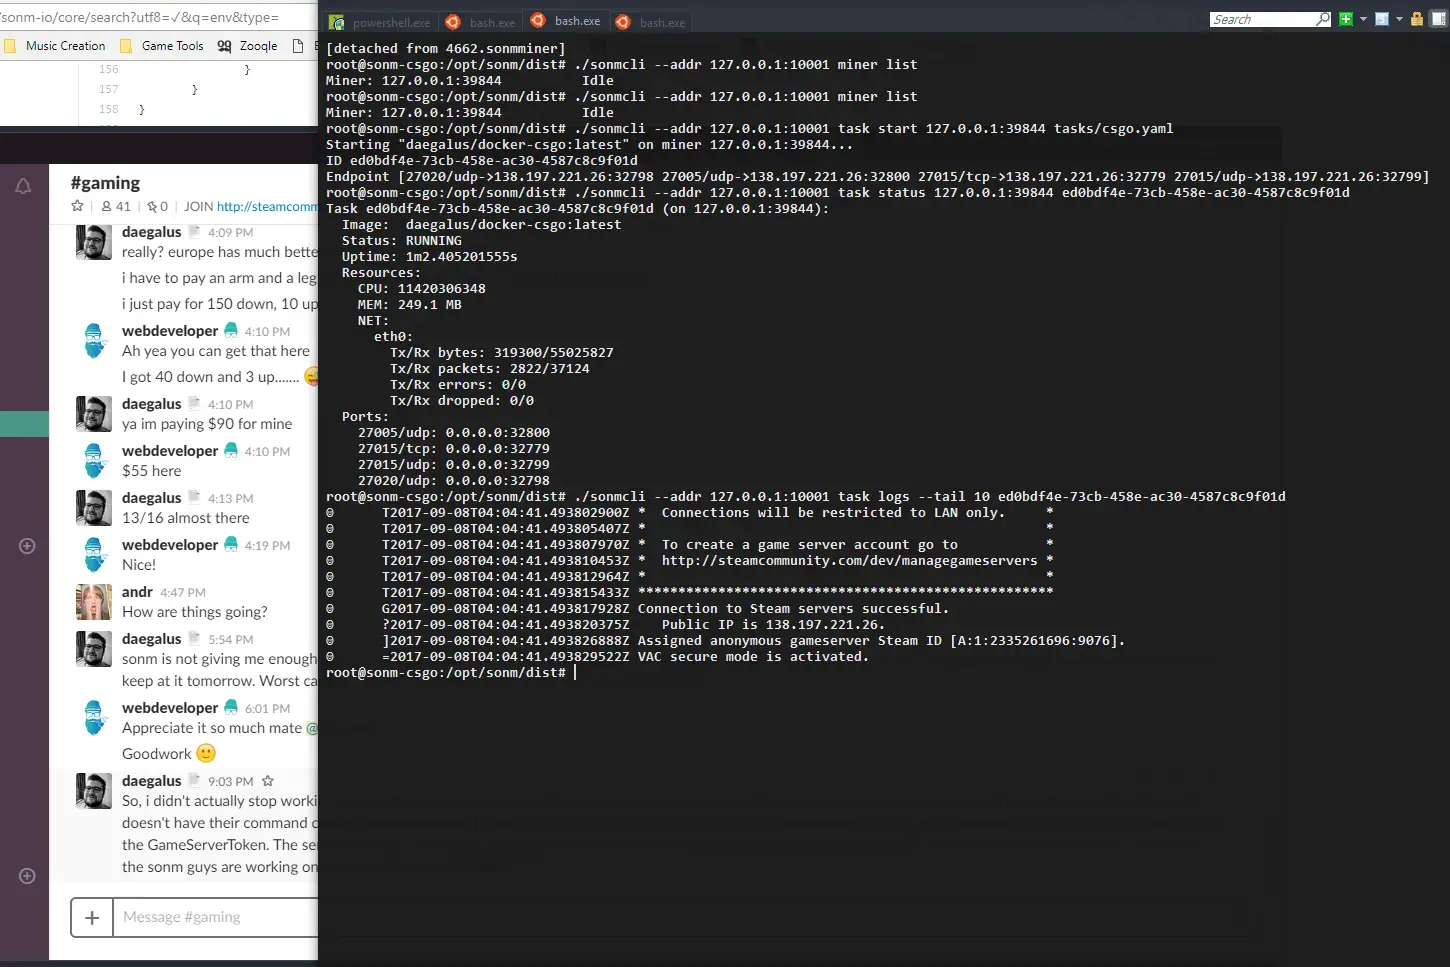 /sonm-io/core/search?utf8=✓&q=env&type=
Music Creation
Game Tools
Zooqle
156 }
157 }
158 }
#gaming
41
0
JOIN http://steamcomm
daegalus 4:09 PM
really? europe has much bette
i have to pay an arm and a leg
i just pay for 150 down, 10 up
webdeveloper 4:10 PM
Ah yea you can get that here
I got 40 down and 3 up.......
daegalus 4:10 PM
ya im paying $90 for mine
webdeveloper 4:10 PM
$55 here
daegalus 4:13 PM
13/16 almost there
webdeveloper 4:19 PM
Nice!
andr 4:47 PM
How are things going?
daegalus 5:54 PM
sonm is not giving me enough
keep at it tomorrow. Worst ca
webdeveloper 6:01 PM
Appreciate it so much mate @
Goodwork
daegalus 9:03 PM
So, i didn't actually stop worki
doesn't have their command c
the GameServerToken. The se
the sonm guys are working on
Message #gaming
powershell.exe
bash.exe
bash.exe
bash.exe
Search
[detached from 4662.sonmminer]
root@sonm-csgo:/opt/sonm/dist# ./sonmcli --addr 127.0.0.1:10001 miner list
Miner: 127.0.0.1:39844 Idle
root@sonm-csgo:/opt/sonm/dist# ./sonmcli --addr 127.0.0.1:10001 miner list
Miner: 127.0.0.1:39844 Idle
root@sonm-csgo:/opt/sonm/dist# ./sonmcli --addr 127.0.0.1:10001 task start 127.0.0.1:39844 tasks/csgo.yaml
Starting "daegalus/docker-csgo:latest" on miner 127.0.0.1:39844...
ID ed0bdf4e-73cb-458e-ac30-4587c8c9f01d
Endpoint [27020/udp->138.197.221.26:32798 27005/udp->138.197.221.26:32800 27015/tcp->138.197.221.26:32779 27015/udp->138.197.221.26:32799]
root@sonm-csgo:/opt/sonm/dist# ./sonmcli --addr 127.0.0.1:10001 task status 127.0.0.1:39844 ed0bdf4e-73cb-458e-ac30-4587c8c9f01d
Task ed0bdf4e-73cb-458e-ac30-4587c8c9f01d (on 127.0.0.1:39844):
Image: daegalus/docker-csgo:latest
Status: RUNNING
Uptime: 1m2.405201555s
Resources:
CPU: 11420306348
MEM: 249.1 MB
NET:
eth0:
Tx/Rx bytes: 319300/55025827
Tx/Rx packets: 2822/37124
Tx/Rx errors: 0/0
Tx/Rx dropped: 0/0
Ports:
27005/udp: 0.0.0.0:32800
27015/tcp: 0.0.0.0:32779
27015/udp: 0.0.0.0:32799
27020/udp: 0.0.0.0:32798
root@sonm-csgo:/opt/sonm/dist# ./sonmcli --addr 127.0.0.1:10001 task logs --tail 10 ed0bdf4e-73cb-458e-ac30-4587c8c9f01d
0 T2017-09-08T04:04:41.493802900Z * Connections will be restricted to LAN only. *
0 T2017-09-08T04:04:41.493805407Z * *
0 T2017-09-08T04:04:41.493807970Z * To create a game server account go to *
0 T2017-09-08T04:04:41.493810453Z * http://steamcommunity.com/dev/managegameservers *
0 T2017-09-08T04:04:41.493812964Z * *
0 T2017-09-08T04:04:41.493815433Z ****************************************************
0 G2017-09-08T04:04:41.493817928Z Connection to Steam servers successful.
0 ?2017-09-08T04:04:41.493820375Z Public IP is 138.197.221.26.
0 ]2017-09-08T04:04:41.493826888Z Assigned anonymous gameserver Steam ID [A:1:2335261696:9076].
0 =2017-09-08T04:04:41.493829522Z VAC secure mode is activated.
root@sonm-csgo:/opt/sonm/dist#